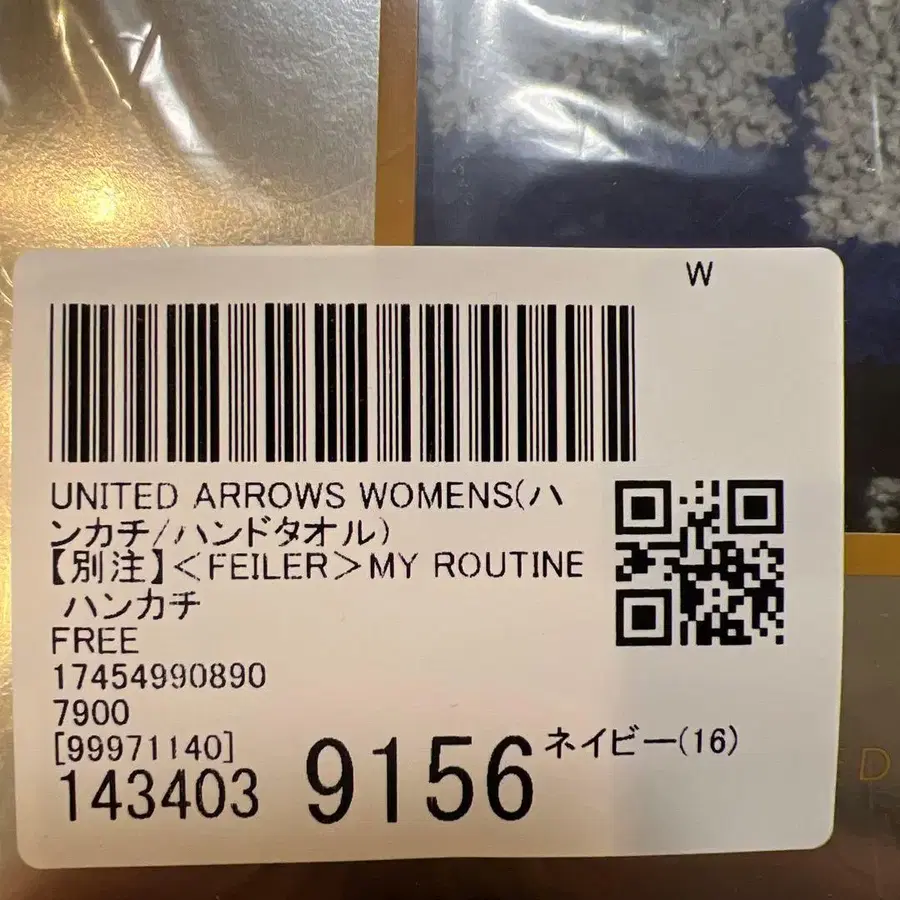 W
UNITED ARROWS WOMENS(ハ
ンカチ/ハンドタオル)
【別注】＜FEILER＞MY ROUTINE
ハンカチ
FREE
17454990890
7900
[99971140]
143403 9156 ネイビー(16)
ED